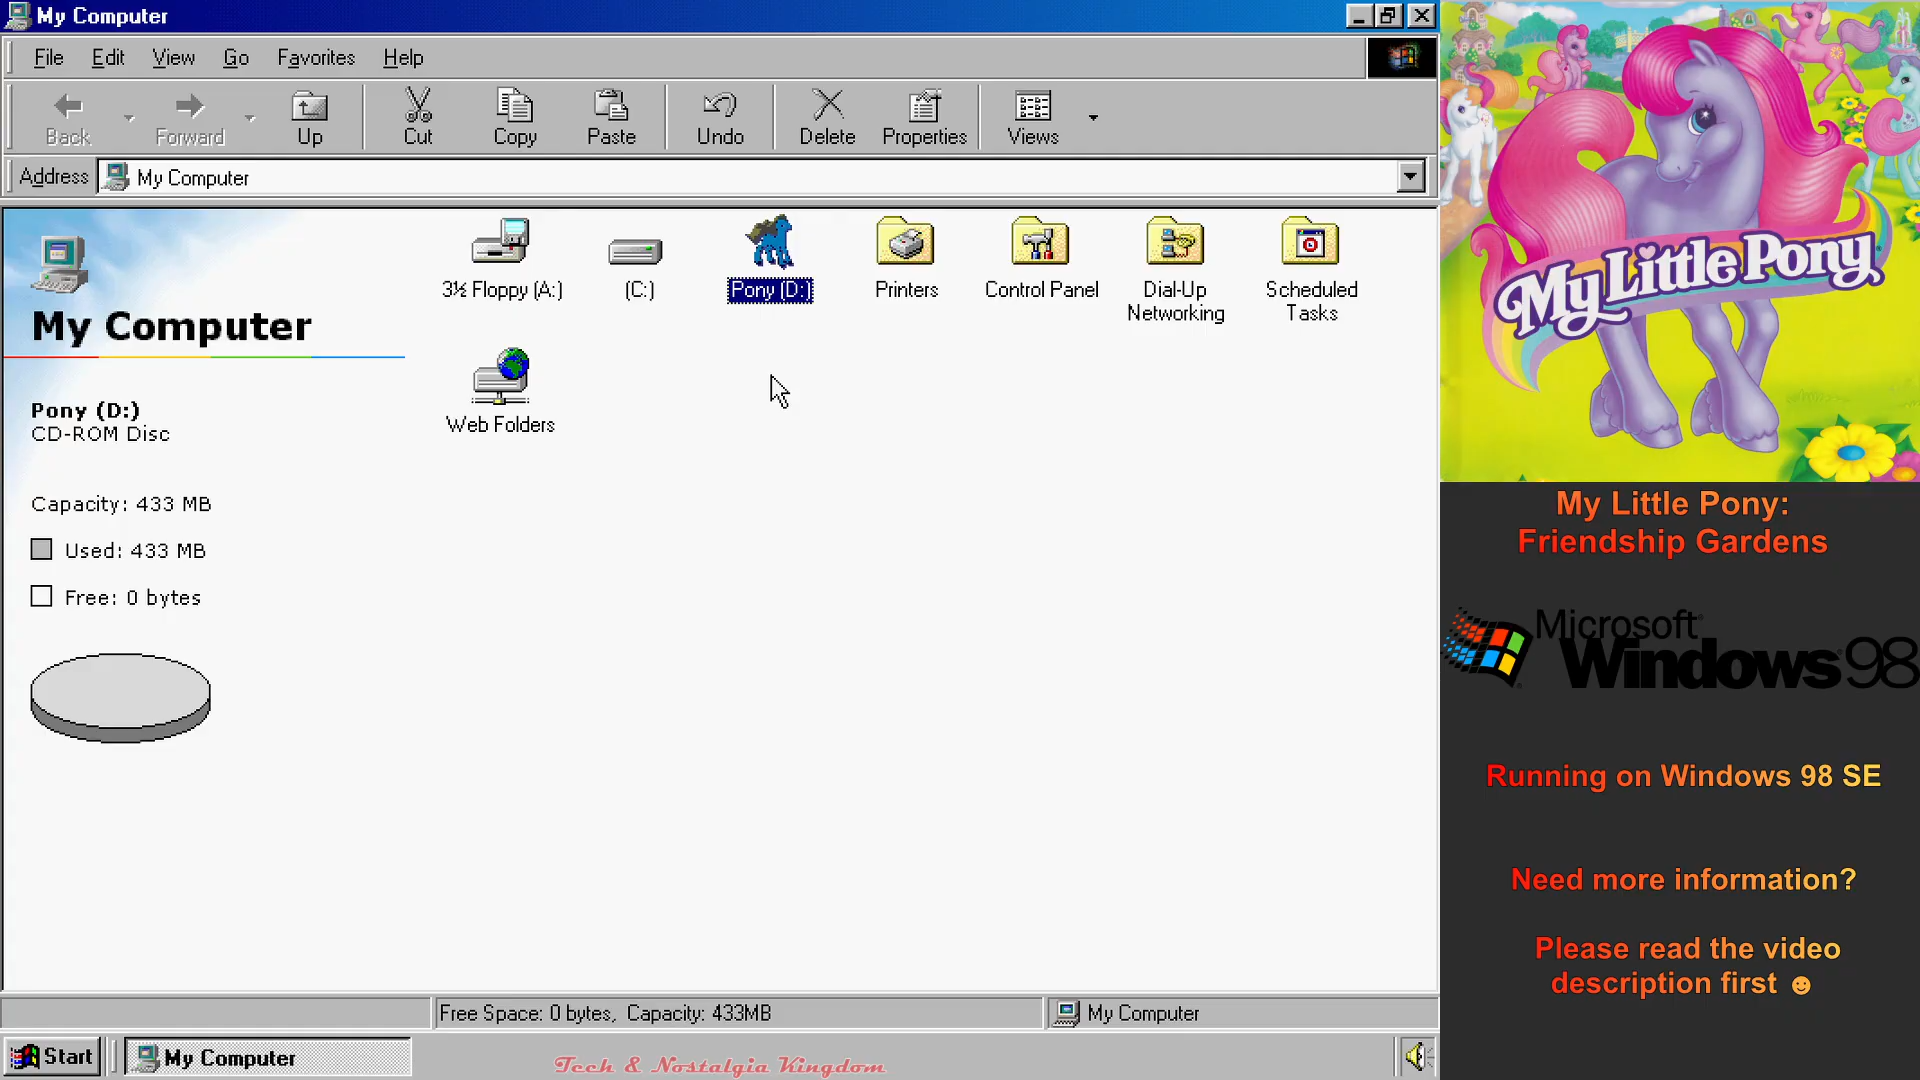 My Computer
File Edit View Go Favorites Help
Back Forward Up Cut Copy Paste Undo Delete Properties Views
Address My Computer
3½ Floppy (A:) (C:) Pony (D:) Printers Control Panel Dial-Up Networking Scheduled Tasks
Web Folders
My Computer
Pony (D:)
CD-ROM Disc
Capacity: 433 MB
Used: 433 MB
Free: 0 bytes
Free Space: 0 bytes, Capacity: 433MB
My Computer
Start My Computer
Tech & Nostalgia Kingdom
My Little Pony
My Little Pony:
Friendship Gardens
Microsoft
Windows 98
Running on Windows 98 SE
Need more information?
Please read the video
description first ☻